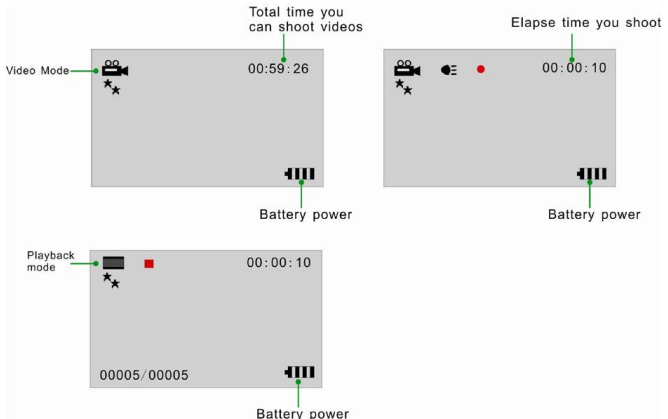 Total time you
can shoot videos
Elapse time you shoot
Video Mode
00:59:26
00:00:10
Battery power
Battery power
Playback
mode
00:00:10
00005/00005
Battery power